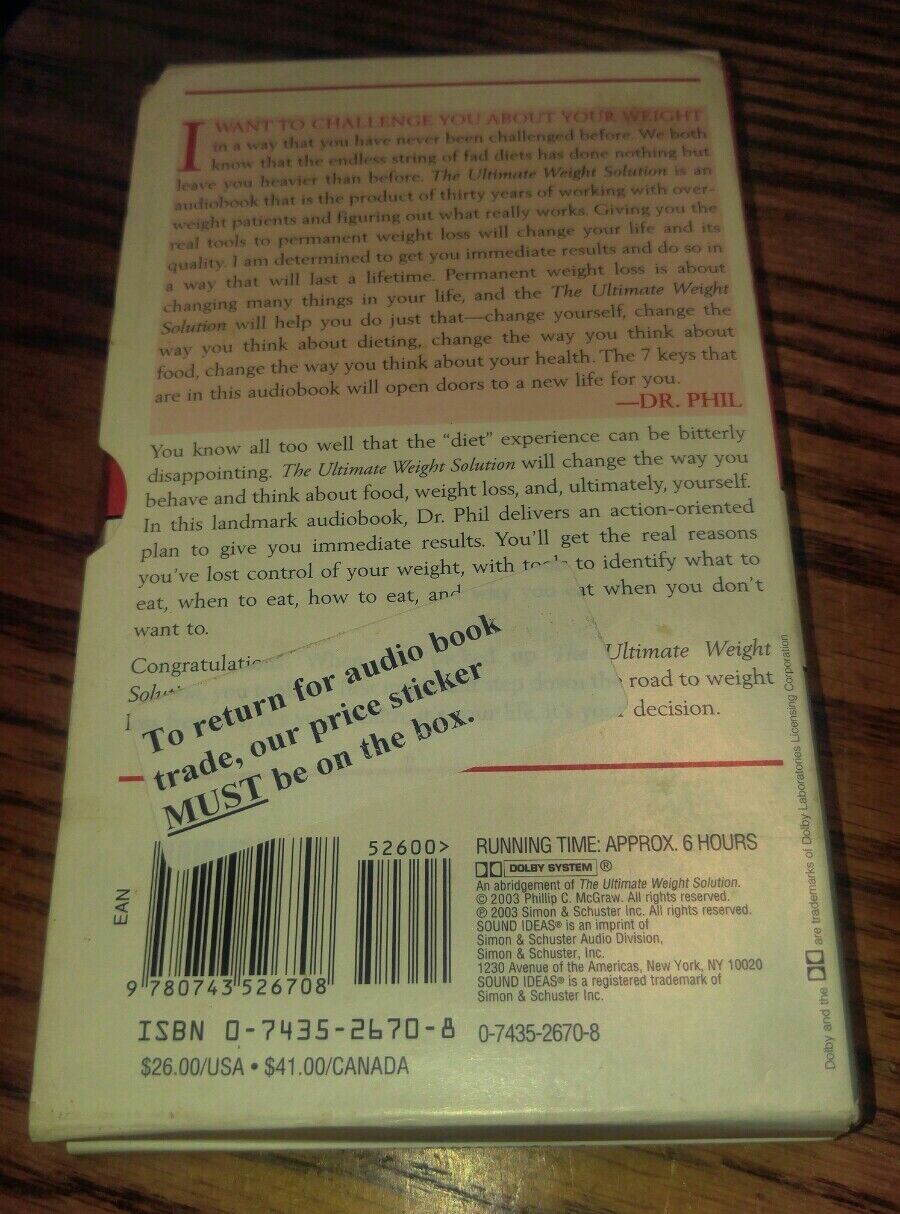 I WANT TO CHALLENGE YOU ABOUT YOUR WEIGHT
in a way that you have never been challenged before. We both
know that the endless string of fad diets has done nothing but
leave you heavier than before. The Ultimate Weight Solution is an
audiobook that is the product of thirty years of working with over-
weight patients and figuring out what really works. Giving you the
real tools to permanent weight loss will change your life and its
quality. I am determined to get you immediate results and do so in
a way that will last a lifetime. Permanent weight loss is about
changing many things in your life, and the The Ultimate Weight
Solution will help you do just that—change yourself, change the
way you think about dieting, change the way you think about
food, change the way you think about your health. The 7 keys that
are in this audiobook will open doors to a new life for you.
—DR. PHIL
You know all too well that the "diet" experience can be bitterly
disappointing. The Ultimate Weight Solution will change the way you
behave and think about food, weight loss, and, ultimately, yourself.
In this landmark audiobook, Dr. Phil delivers an action-oriented
plan to give you immediate results. You'll get the real reasons
you've lost control of your weight, with tools to identify what to
eat, when to eat, how to eat, and why you eat when you don't
want to.
Ultimate Weight
road to weight
decision.
To return for audio book
trade, our price sticker
MUST be on the box.
52600>
EAN
9 780743 526708
ISBN 0-7435-2670-8
$26.00/USA • $41.00/CANADA
RUNNING TIME: APPROX. 6 HOURS
DOLBY SYSTEM ®
An abridgement of The Ultimate Weight Solution.
© 2003 Phillip C. McGraw. All rights reserved.
℗ 2003 Simon & Schuster Inc. All rights reserved.
SOUND IDEAS® is an imprint of
Simon & Schuster Audio Division,
Simon & Schuster, Inc.
1230 Avenue of the Americas, New York, NY 10020
SOUND IDEAS® is a registered trademark of
Simon & Schuster Inc.
0-7435-2670-8
Dolby and the are trademarks of Dolby Laboratories Licensing Corporation